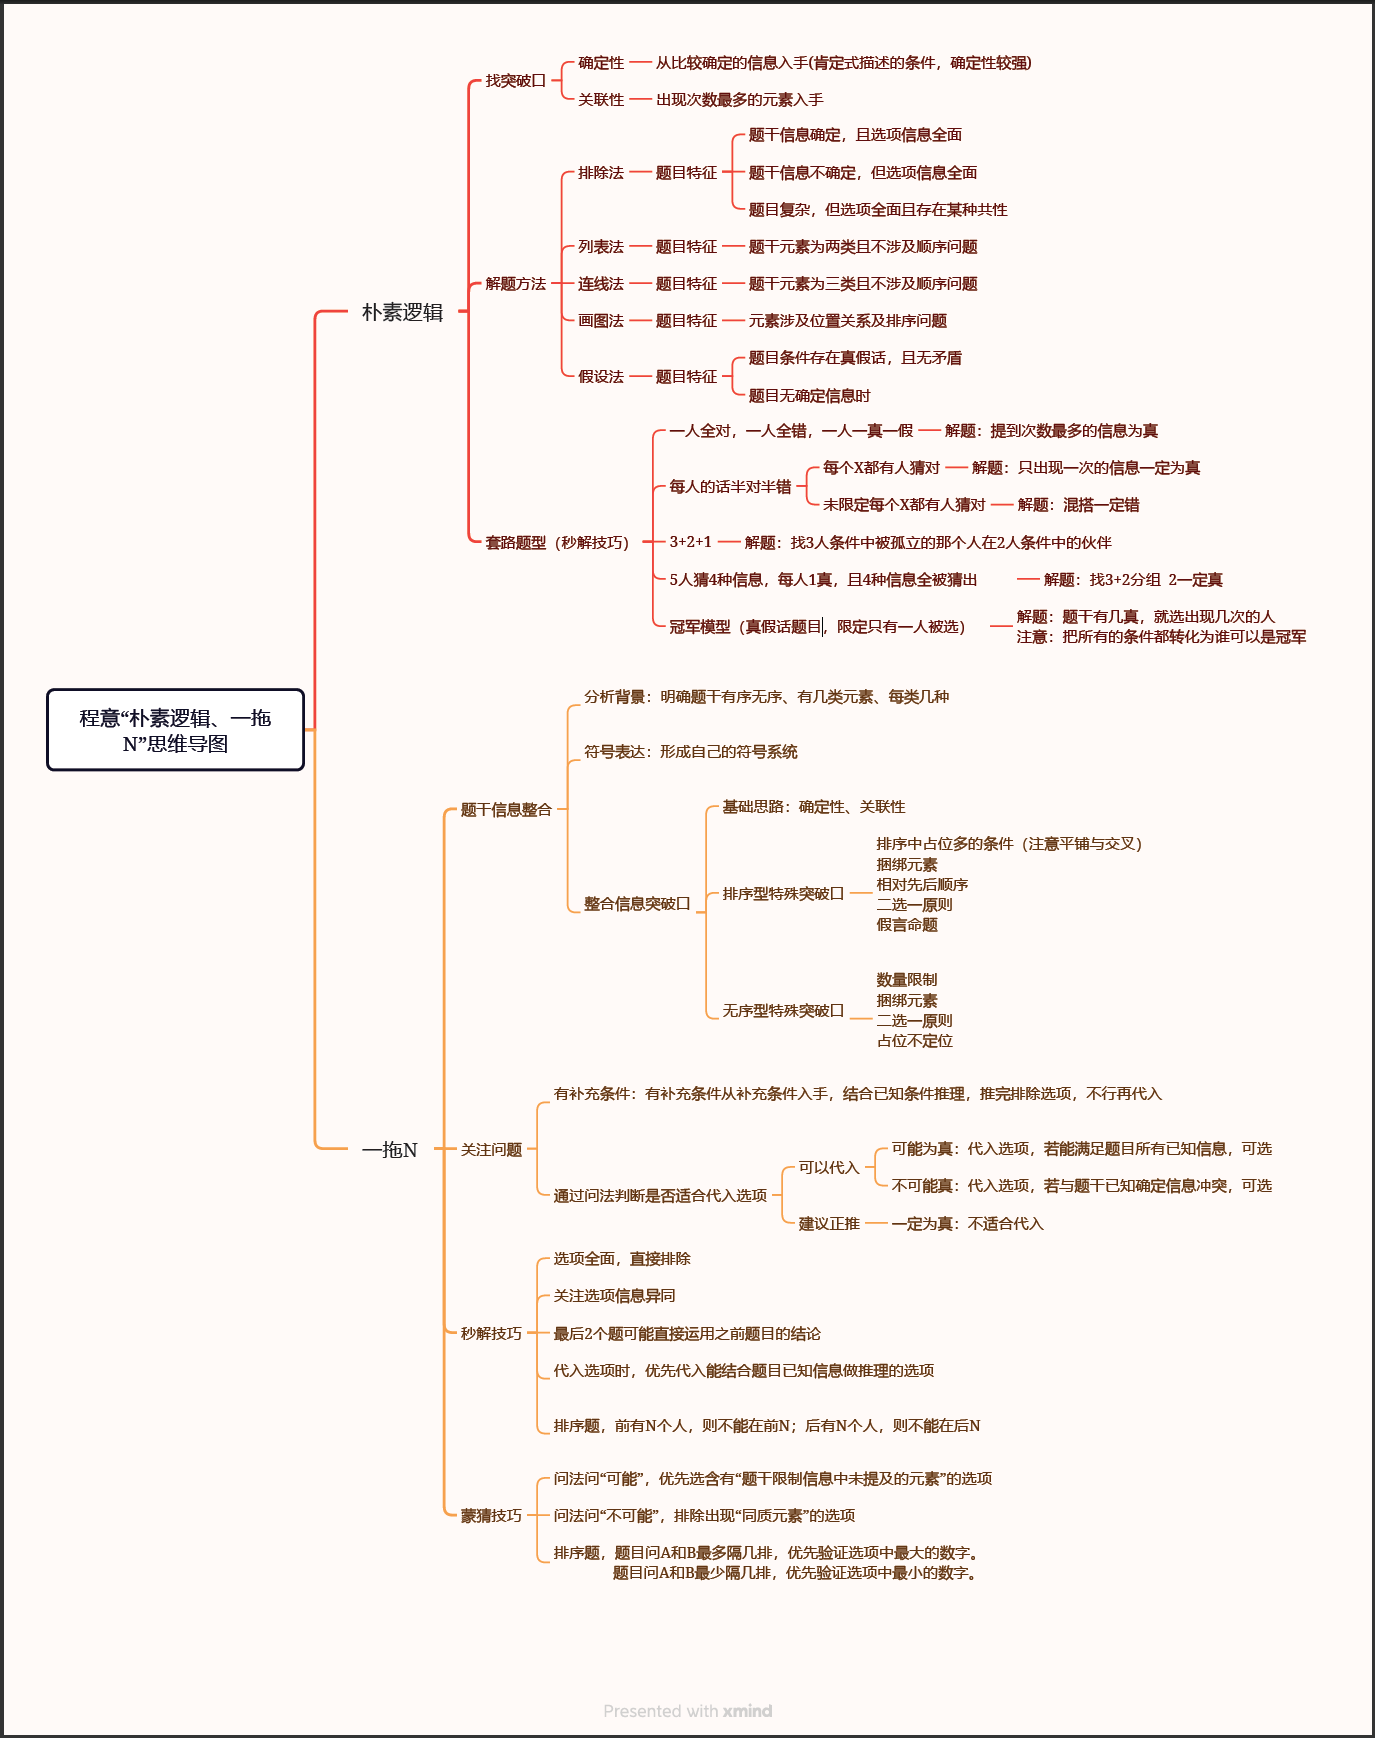 程意“朴素逻辑、一拖
N”思维导图
朴素逻辑
找突破口
确定性
从比较确定的信息入手(肯定式描述的条件，确定性较强)
关联性
出现次数最多的元素入手
解题方法
排除法
题目特征
题干信息确定，且选项信息全面
题干信息不确定，但选项信息全面
题目复杂，但选项全面且存在某种共性
列表法
题目特征
题干元素为两类且不涉及顺序问题
连线法
题目特征
题干元素为三类且不涉及顺序问题
画图法
题目特征
元素涉及位置关系及排序问题
假设法
题目特征
题目条件存在真假话，且无矛盾
题目无确定信息时
套路题型（秒解技巧）
一人全对，一人全错，一人一真一假
解题：提到次数最多的信息为真
每人的话半对半错
每个X都有人猜对
解题：只出现一次的信息一定为真
未限定每个X都有人猜对
解题：混搭一定错
3+2+1
解题：找3人条件中被孤立的那个人在2人条件中的伙伴
5人猜4种信息，每人1真，且4种信息全被猜出
解题：找3+2分组 2一定真
冠军模型（真假话题目，限定只有一人被选）
解题：题干有几真，就选出现几次的人
注意：把所有的条件都转化为谁可以是冠军
一拖N
题干信息整合
分析背景：明确题干有序无序、有几类元素、每类几种
符号表达：形成自己的符号系统
整合信息突破口
基础思路：确定性、关联性
排序型特殊突破口
排序中占位多的条件（注意平铺与交叉）
捆绑元素
相对先后顺序
二选一原则
假言命题
无序型特殊突破口
数量限制
捆绑元素
二选一原则
占位不定位
关注问题
有补充条件：有补充条件从补充条件入手，结合已知条件推理，推完排除选项，不行再代入
通过问法判断是否适合代入选项
可以代入
可能为真：代入选项，若能满足题目所有已知信息，可选
不可能真：代入选项，若与题干已知确定信息冲突，可选
建议正推
一定为真：不适合代入
秒解技巧
选项全面，直接排除
关注选项信息异同
最后2个题可能直接运用之前题目的结论
代入选项时，优先代入能结合题目已知信息做推理的选项
排序题，前有N个人，则不能在前N；后有N个人，则不能在后N
蒙猜技巧
问法问“可能”，优先选含有“题干限制信息中未提及的元素”的选项
问法问“不可能”，排除出现“同质元素”的选项
排序题，题目问A和B最多隔几排，优先验证选项中最大的数字。
题目问A和B最少隔几排，优先验证选项中最小的数字。
Presented with xmind